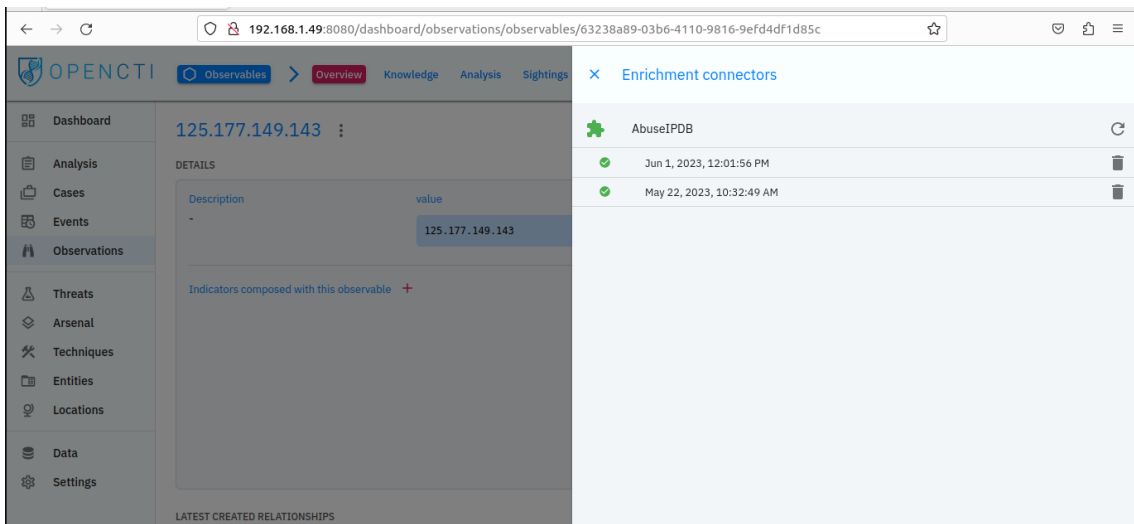 192.168.1.49:8080/dashboard/observations/observables/63238a89-03b6-4110-9816-9efd4df1d85c
OPENCTI
Observables
Overview
Knowledge
Analysis
Sightings
Enrichment connectors
Dashboard
Analysis
Cases
Events
Observations
Threats
Arsenal
Techniques
Entities
Locations
Data
Settings
125.177.149.143
DETAILS
Description
-
value
125.177.149.143
Indicators composed with this observable +
LATEST CREATED RELATIONSHIPS
AbuseIPDB
Jun 1, 2023, 12:01:56 PM
May 22, 2023, 10:32:49 AM